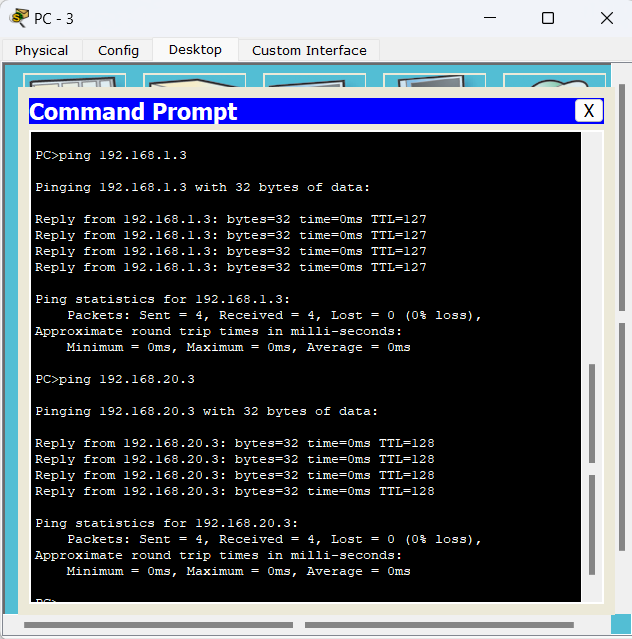 PC - 3
Physical Config Desktop Custom Interface
Command Prompt X
PC>ping 192.168.1.3
Pinging 192.168.1.3 with 32 bytes of data:
Reply from 192.168.1.3: bytes=32 time=0ms TTL=127
Reply from 192.168.1.3: bytes=32 time=0ms TTL=127
Reply from 192.168.1.3: bytes=32 time=0ms TTL=127
Reply from 192.168.1.3: bytes=32 time=0ms TTL=127
Ping statistics for 192.168.1.3:
Packets: Sent = 4, Received = 4, Lost = 0 (0% loss),
Approximate round trip times in milli-seconds:
Minimum = 0ms, Maximum = 0ms, Average = 0ms
PC>ping 192.168.20.3
Pinging 192.168.20.3 with 32 bytes of data:
Reply from 192.168.20.3: bytes=32 time=0ms TTL=128
Reply from 192.168.20.3: bytes=32 time=0ms TTL=128
Reply from 192.168.20.3: bytes=32 time=0ms TTL=128
Reply from 192.168.20.3: bytes=32 time=0ms TTL=128
Ping statistics for 192.168.20.3:
Packets: Sent = 4, Received = 4, Lost = 0 (0% loss),
Approximate round trip times in milli-seconds:
Minimum = 0ms, Maximum = 0ms, Average = 0ms
PC>